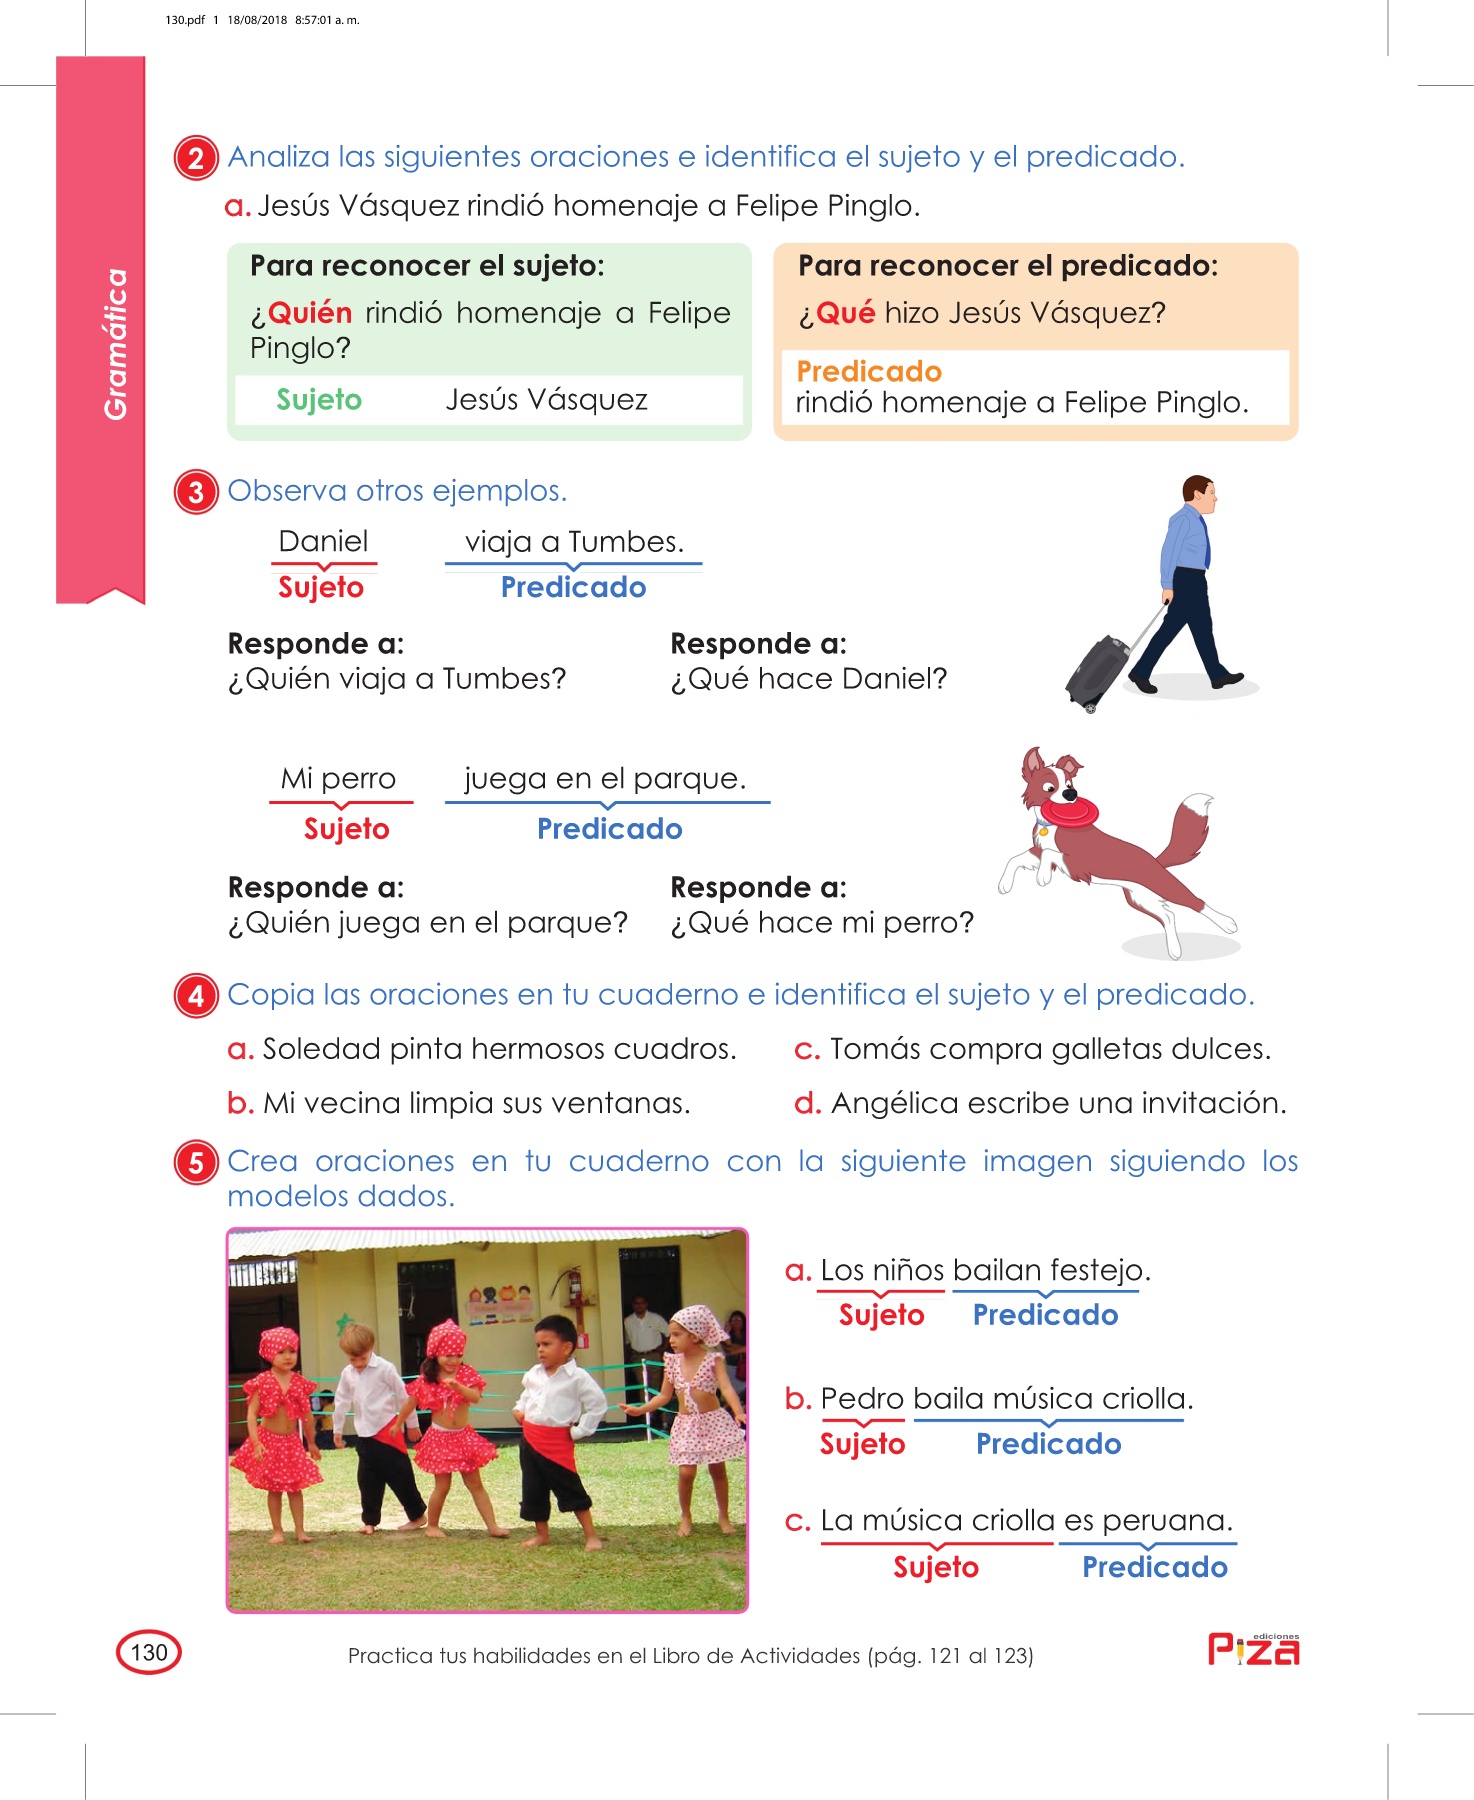 130.pdf 1 18/08/2018 8:57:01 a. m.
Gramática
2 Analiza las siguientes oraciones e identifica el sujeto y el predicado.
a. Jesús Vásquez rindió homenaje a Felipe Pinglo.
Para reconocer el sujeto:
¿Quién rindió homenaje a Felipe
Pinglo?
Sujeto Jesús Vásquez
Para reconocer el predicado:
¿Qué hizo Jesús Vásquez?
Predicado
rindió homenaje a Felipe Pinglo.
3 Observa otros ejemplos.
Daniel viaja a Tumbes.
Sujeto Predicado
Responde a:
¿Quién viaja a Tumbes?
Responde a:
¿Qué hace Daniel?
Mi perro juega en el parque.
Sujeto Predicado
Responde a:
¿Quién juega en el parque?
Responde a:
¿Qué hace mi perro?
4 Copia las oraciones en tu cuaderno e identifica el sujeto y el predicado.
a. Soledad pinta hermosos cuadros.
b. Mi vecina limpia sus ventanas.
c. Tomás compra galletas dulces.
d. Angélica escribe una invitación.
5 Crea oraciones en tu cuaderno con la siguiente imagen siguiendo los
modelos dados.
a. Los niños bailan festejo.
Sujeto Predicado
b. Pedro baila música criolla.
Sujeto Predicado
c. La música criolla es peruana.
Sujeto Predicado
130
Practica tus habilidades en el Libro de Actividades (pág. 121 al 123)
ediciones
Piza